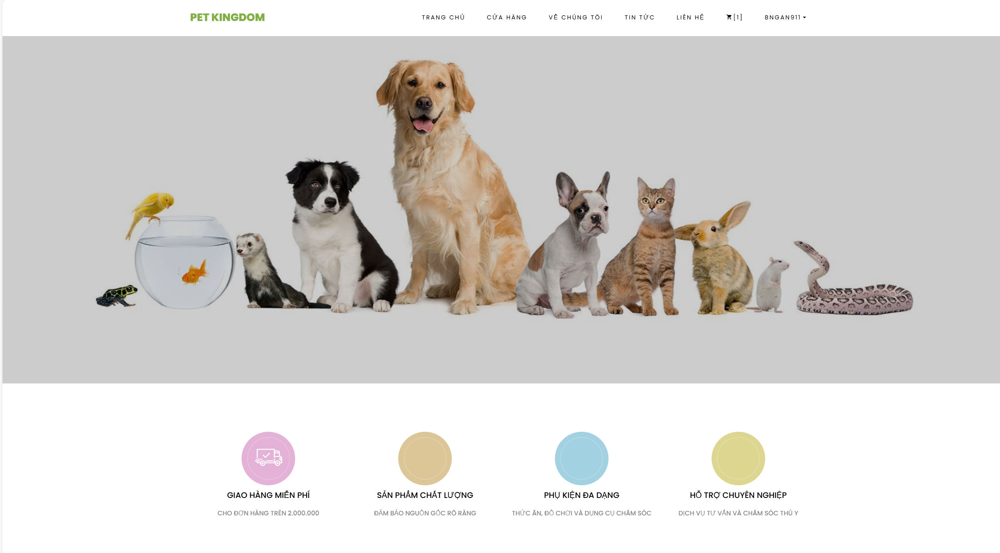 PET KINGDOM
TRANG CHỦ CỬA HÀNG VỀ CHÚNG TÔI TIN TỨC LIÊN HỆ [1] BNGAN911
GIAO HÀNG MIỄN PHÍ
CHO ĐƠN HÀNG TRÊN 2.000.000
SẢN PHẨM CHẤT LƯỢNG
ĐẢM BẢO NGUỒN GỐC RÕ RÀNG
PHỤ KIỆN ĐA DẠNG
THỨC ĂN, ĐỒ CHƠI VÀ DỤNG CỤ CHĂM SÓC
HỖ TRỢ CHUYÊN NGHIỆP
DỊCH VỤ TƯ VẤN VÀ CHĂM SÓC THÚ Y